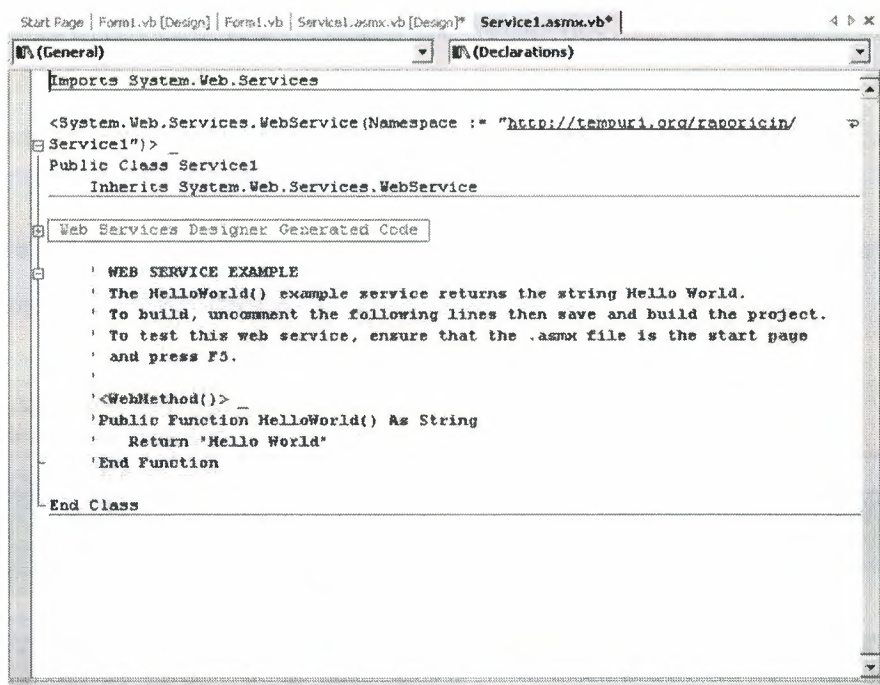 Start Page | Form1.vb [Design] | Form1.vb | Service1.asmx.vb [Design]* | Service1.asmx.vb*
(General) (Declarations)
Imports System.Web.Services
<System.Web.Services.WebService(Namespace := "http://tempuri.org/raporicin/
Service1")> _
Public Class Service1
    Inherits System.Web.Services.WebService
Web Services Designer Generated Code
    ' WEB SERVICE EXAMPLE
    ' The HelloWorld() example service returns the string Hello World.
    ' To build, uncomment the following lines then save and build the project.
    ' To test this web service, ensure that the .asmx file is the start page
    ' and press F5.
    '
    '<WebMethod()> _
    'Public Function HelloWorld() As String
    '   Return "Hello World"
    'End Function
End Class